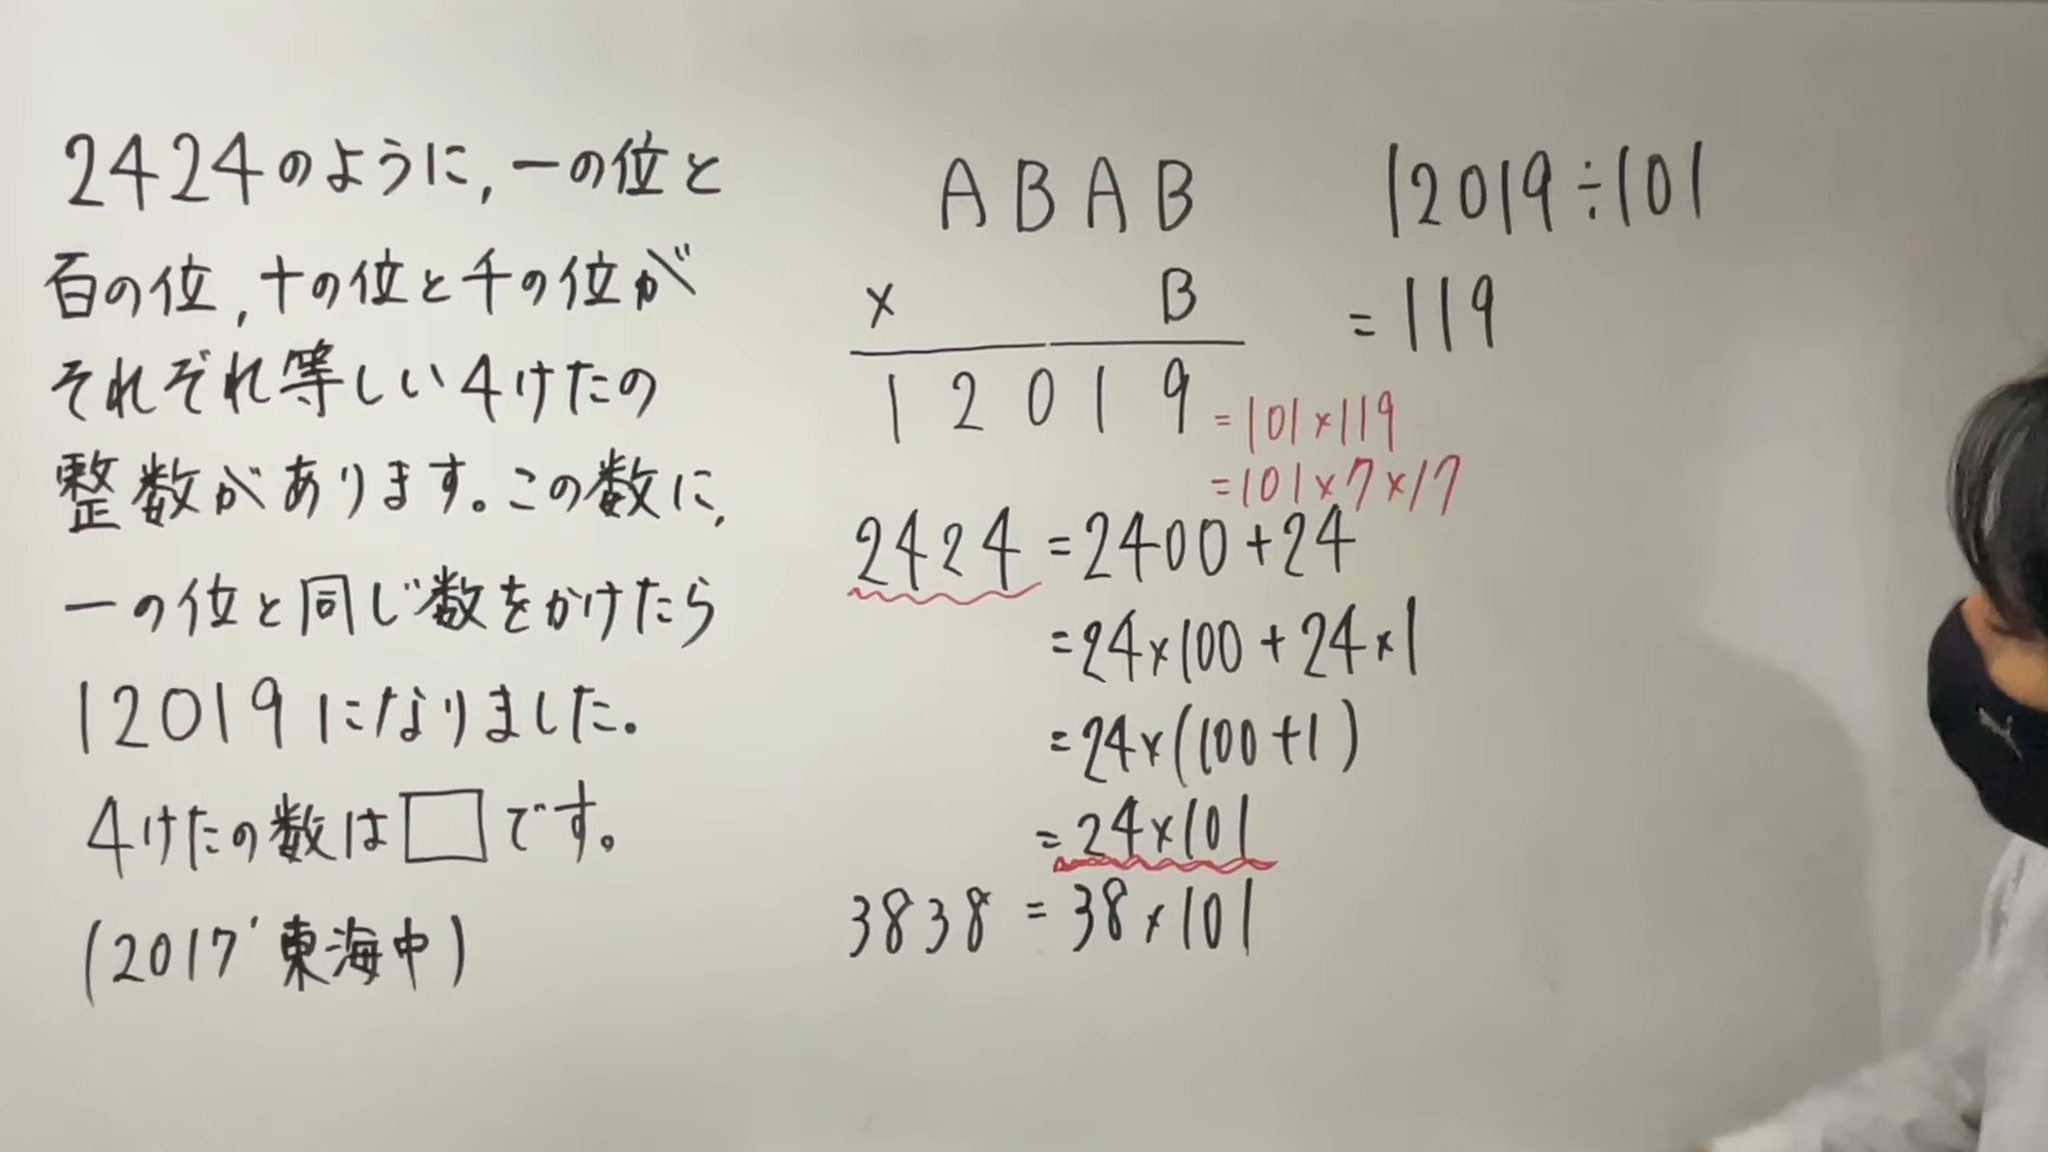 2424のように,一の位と
百の位,十の位と千の位が
それぞれ等しい4けたの
整数があります。この数に,
一の位と同じ数をかけたら
12019になりました。
4けたの数は□です。
(2017' 東海中)
ABAB
× B
12019
=101×119
=101×7×17
2424=2400+24
=24×100+24×1
=24×(100+1)
=24×101
3838=38×101
12019÷101
=119